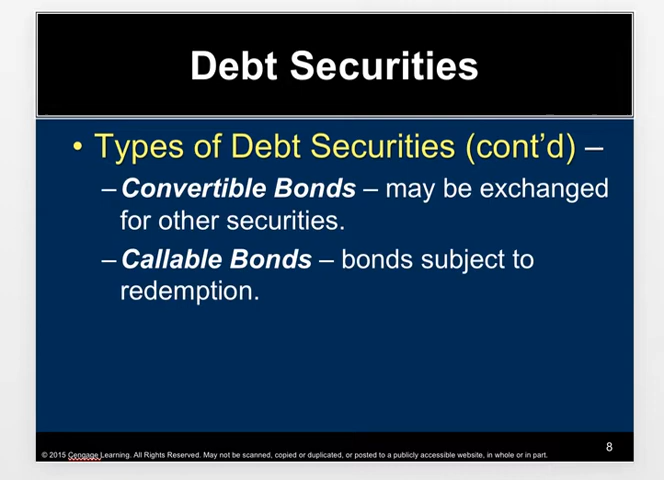 Debt Securities
• Types of Debt Securities (cont’d) –
–Convertible Bonds – may be exchanged
for other securities.
–Callable Bonds – bonds subject to
redemption.
8
© 2015 Cengage Learning. All Rights Reserved. May not be scanned, copied or duplicated, or posted to a publicly accessible website, in whole or in part.